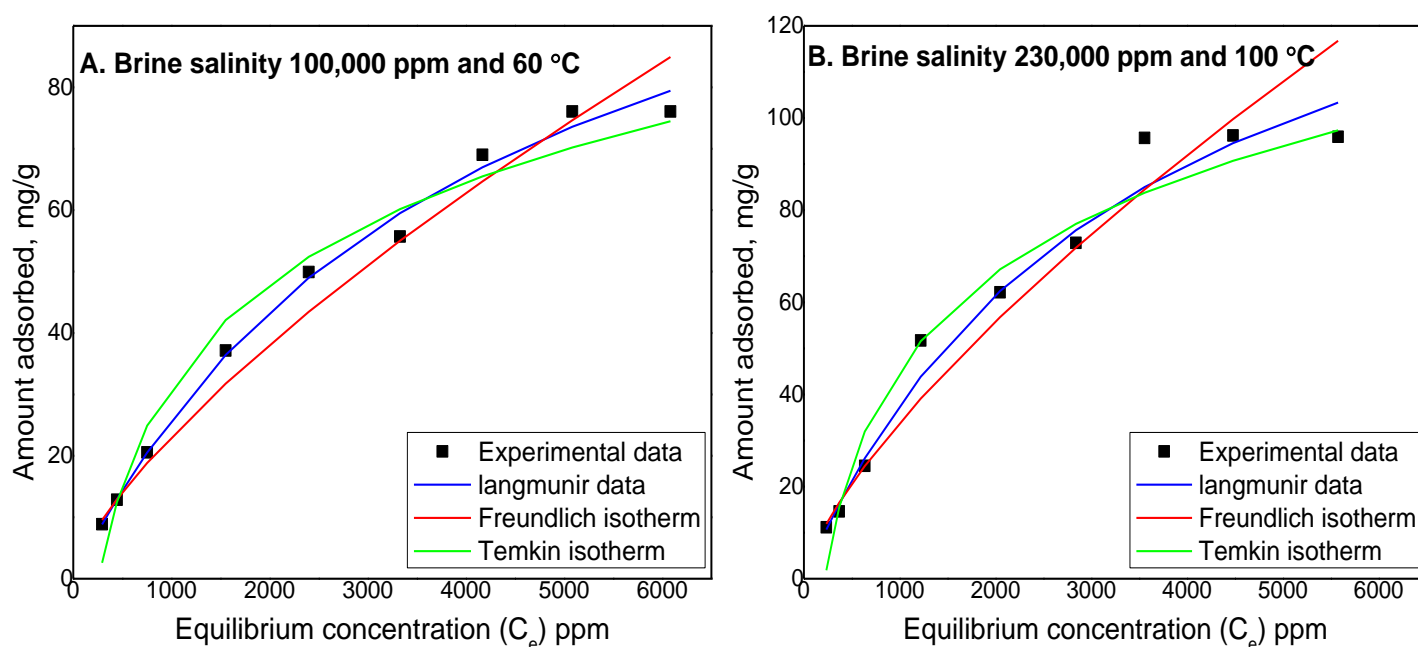 A. Brine salinity 100,000 ppm and 60 °C
Amount adsorbed, mg/g
80
60
40
20
0
0 1000 2000 3000 4000 5000 6000
Equilibrium concentration (Cₑ) ppm
Experimental data
langmunir data
Freundlich isotherm
Temkin isotherm
B. Brine salinity 230,000 ppm and 100 °C
Amount adsorbed, mg/g
120
100
80
60
40
20
0
0 1000 2000 3000 4000 5000 6000
Equilibrium concentration (Cₑ) ppm
Experimental data
langmunir data
Freundlich isotherm
Temkin isotherm